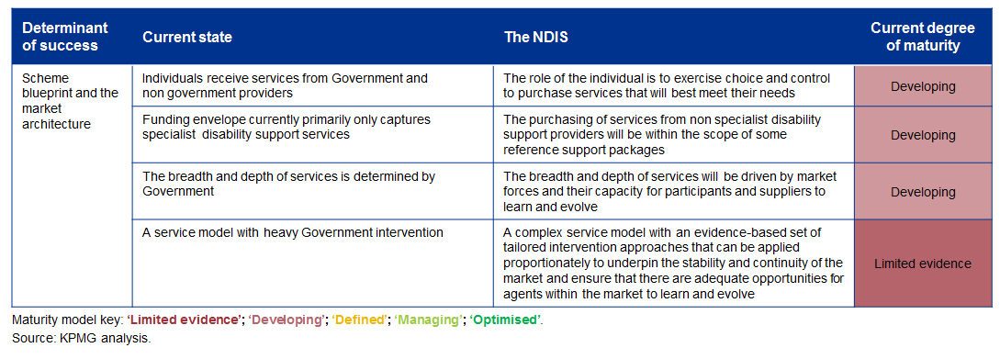 Determinant
of success
Current state
The NDIS
Current degree
of maturity
Scheme
blueprint and the
market
architecture
Individuals receive services from Government and
non government providers
The role of the individual is to exercise choice and control
to purchase services that will best meet their needs
Developing
Funding envelope currently primarily only captures
specialist disability support services
The purchasing of services from non specialist disability
support providers will be within the scope of some
reference support packages
Developing
The breadth and depth of services is determined by
Government
The breadth and depth of services will be driven by market
forces and their capacity for participants and suppliers to
learn and evolve
Developing
A service model with heavy Government intervention
A complex service model with an evidence-based set of
tailored intervention approaches that can be applied
proportionately to underpin the stability and continuity of the
market and ensure that there are adequate opportunities for
agents within the market to learn and evolve
Limited evidence
Maturity model key: ‘Limited evidence’; ‘Developing’; ‘Defined’; ‘Managing’; ‘Optimised’.
Source: KPMG analysis.